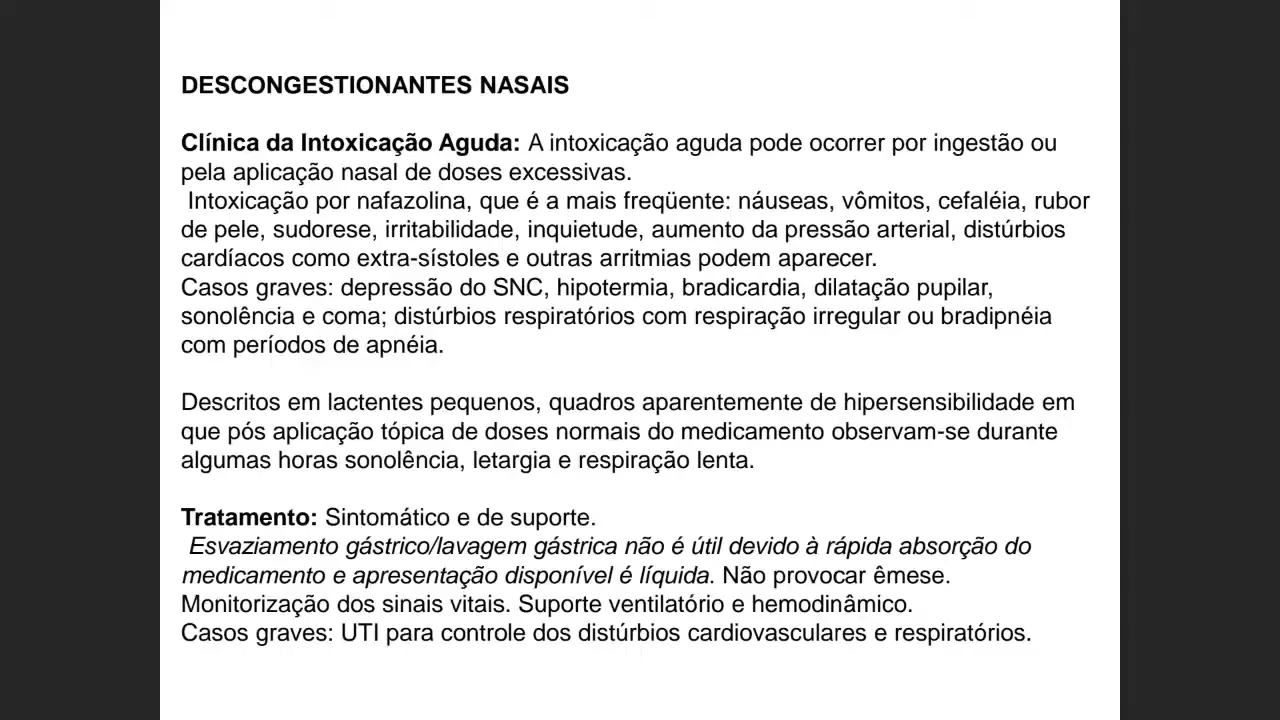 DESCONGESTIONANTES NASAIS
Clínica da Intoxicação Aguda: A intoxicação aguda pode ocorrer por ingestão ou
pela aplicação nasal de doses excessivas.
Intoxicação por nafazolina, que é a mais freqüente: náuseas, vômitos, cefaléia, rubor
de pele, sudorese, irritabilidade, inquietude, aumento da pressão arterial, distúrbios
cardíacos como extra-sístoles e outras arritmias podem aparecer.
Casos graves: depressão do SNC, hipotermia, bradicardia, dilatação pupilar,
sonolência e coma; distúrbios respiratórios com respiração irregular ou bradipnéia
com períodos de apnéia.
Descritos em lactentes pequenos, quadros aparentemente de hipersensibilidade em
que pós aplicação tópica de doses normais do medicamento observam-se durante
algumas horas sonolência, letargia e respiração lenta.
Tratamento: Sintomático e de suporte.
Esvaziamento gástrico/lavagem gástrica não é útil devido à rápida absorção do
medicamento e apresentação disponível é líquida. Não provocar êmese.
Monitorização dos sinais vitais. Suporte ventilatório e hemodinâmico.
Casos graves: UTI para controle dos distúrbios cardiovasculares e respiratórios.